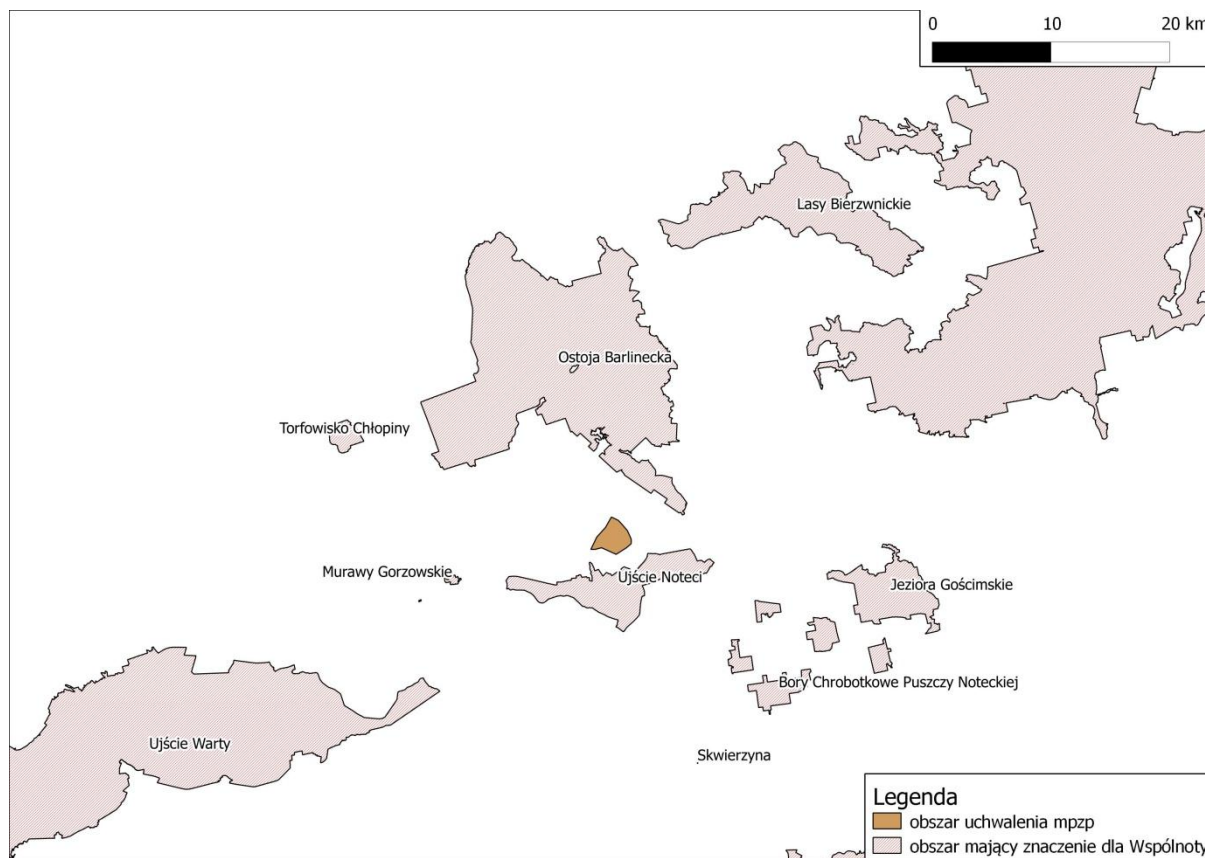 0 10 20 km
Lasy Bierzwnickie
Ostoja Barlinecka
Torfowisko Chłopiny
Murawy Gorzowskie
Ujście Noteci
Jeziora Gościmskie
Bory Chrobotkowe Puszczy Noteckiej
Ujście Warty
Skwierzyna
Legenda
obszar uchwalenia mpzp
obszar mający znaczenie dla Wspólnoty